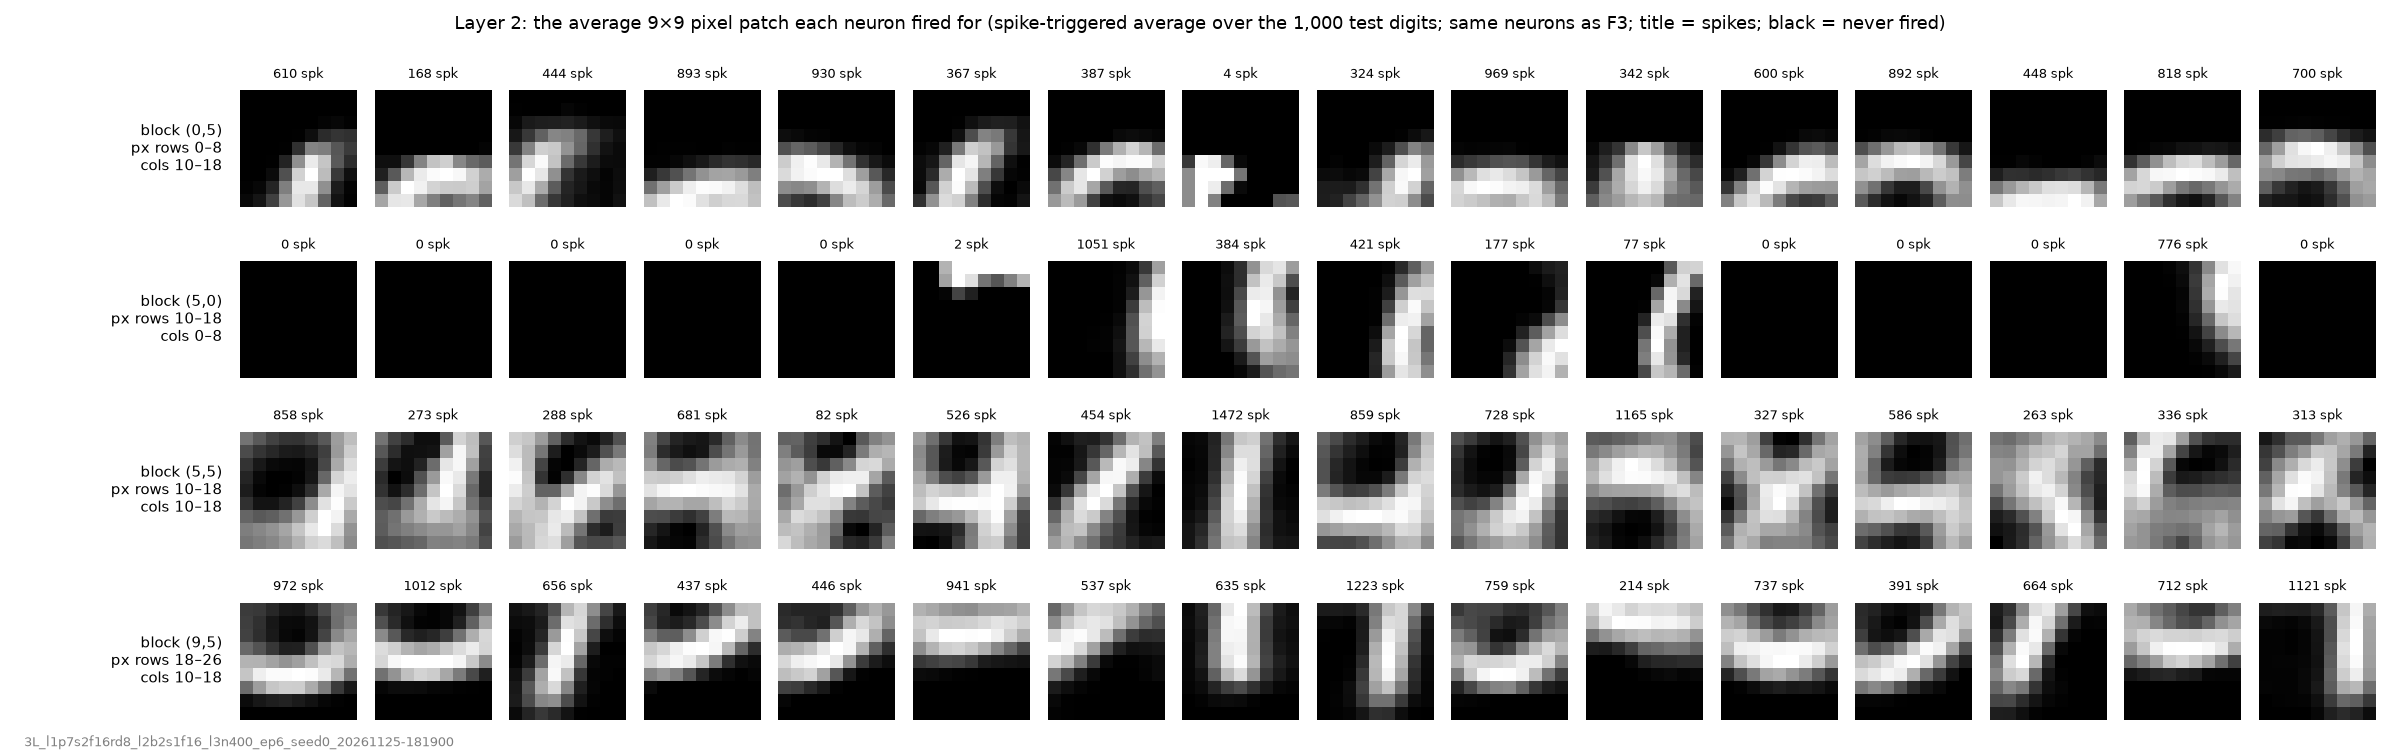 Layer 2: the average 9×9 pixel patch each neuron fired for (spike-triggered average over the 1,000 test digits; same neurons as F3; title = spikes; black = never fired)
610 spk 168 spk 444 spk 893 spk 930 spk 367 spk 387 spk 4 spk 324 spk 969 spk 342 spk 600 spk 892 spk 448 spk 818 spk 700 spk
block (0,5)
px rows 0–8
cols 10–18
0 spk 0 spk 0 spk 0 spk 0 spk 2 spk 1051 spk 384 spk 421 spk 177 spk 77 spk 0 spk 0 spk 0 spk 776 spk 0 spk
block (5,0)
px rows 10–18
cols 0–8
858 spk 273 spk 288 spk 681 spk 82 spk 526 spk 454 spk 1472 spk 859 spk 728 spk 1165 spk 327 spk 586 spk 263 spk 336 spk 313 spk
block (5,5)
px rows 10–18
cols 10–18
972 spk 1012 spk 656 spk 437 spk 446 spk 941 spk 537 spk 635 spk 1223 spk 759 spk 214 spk 737 spk 391 spk 664 spk 712 spk 1121 spk
block (9,5)
px rows 18–26
cols 10–18
3L_l1p7s2f16rd8_l2b2s1f16_l3n400_ep6_seed0_20261125-181900